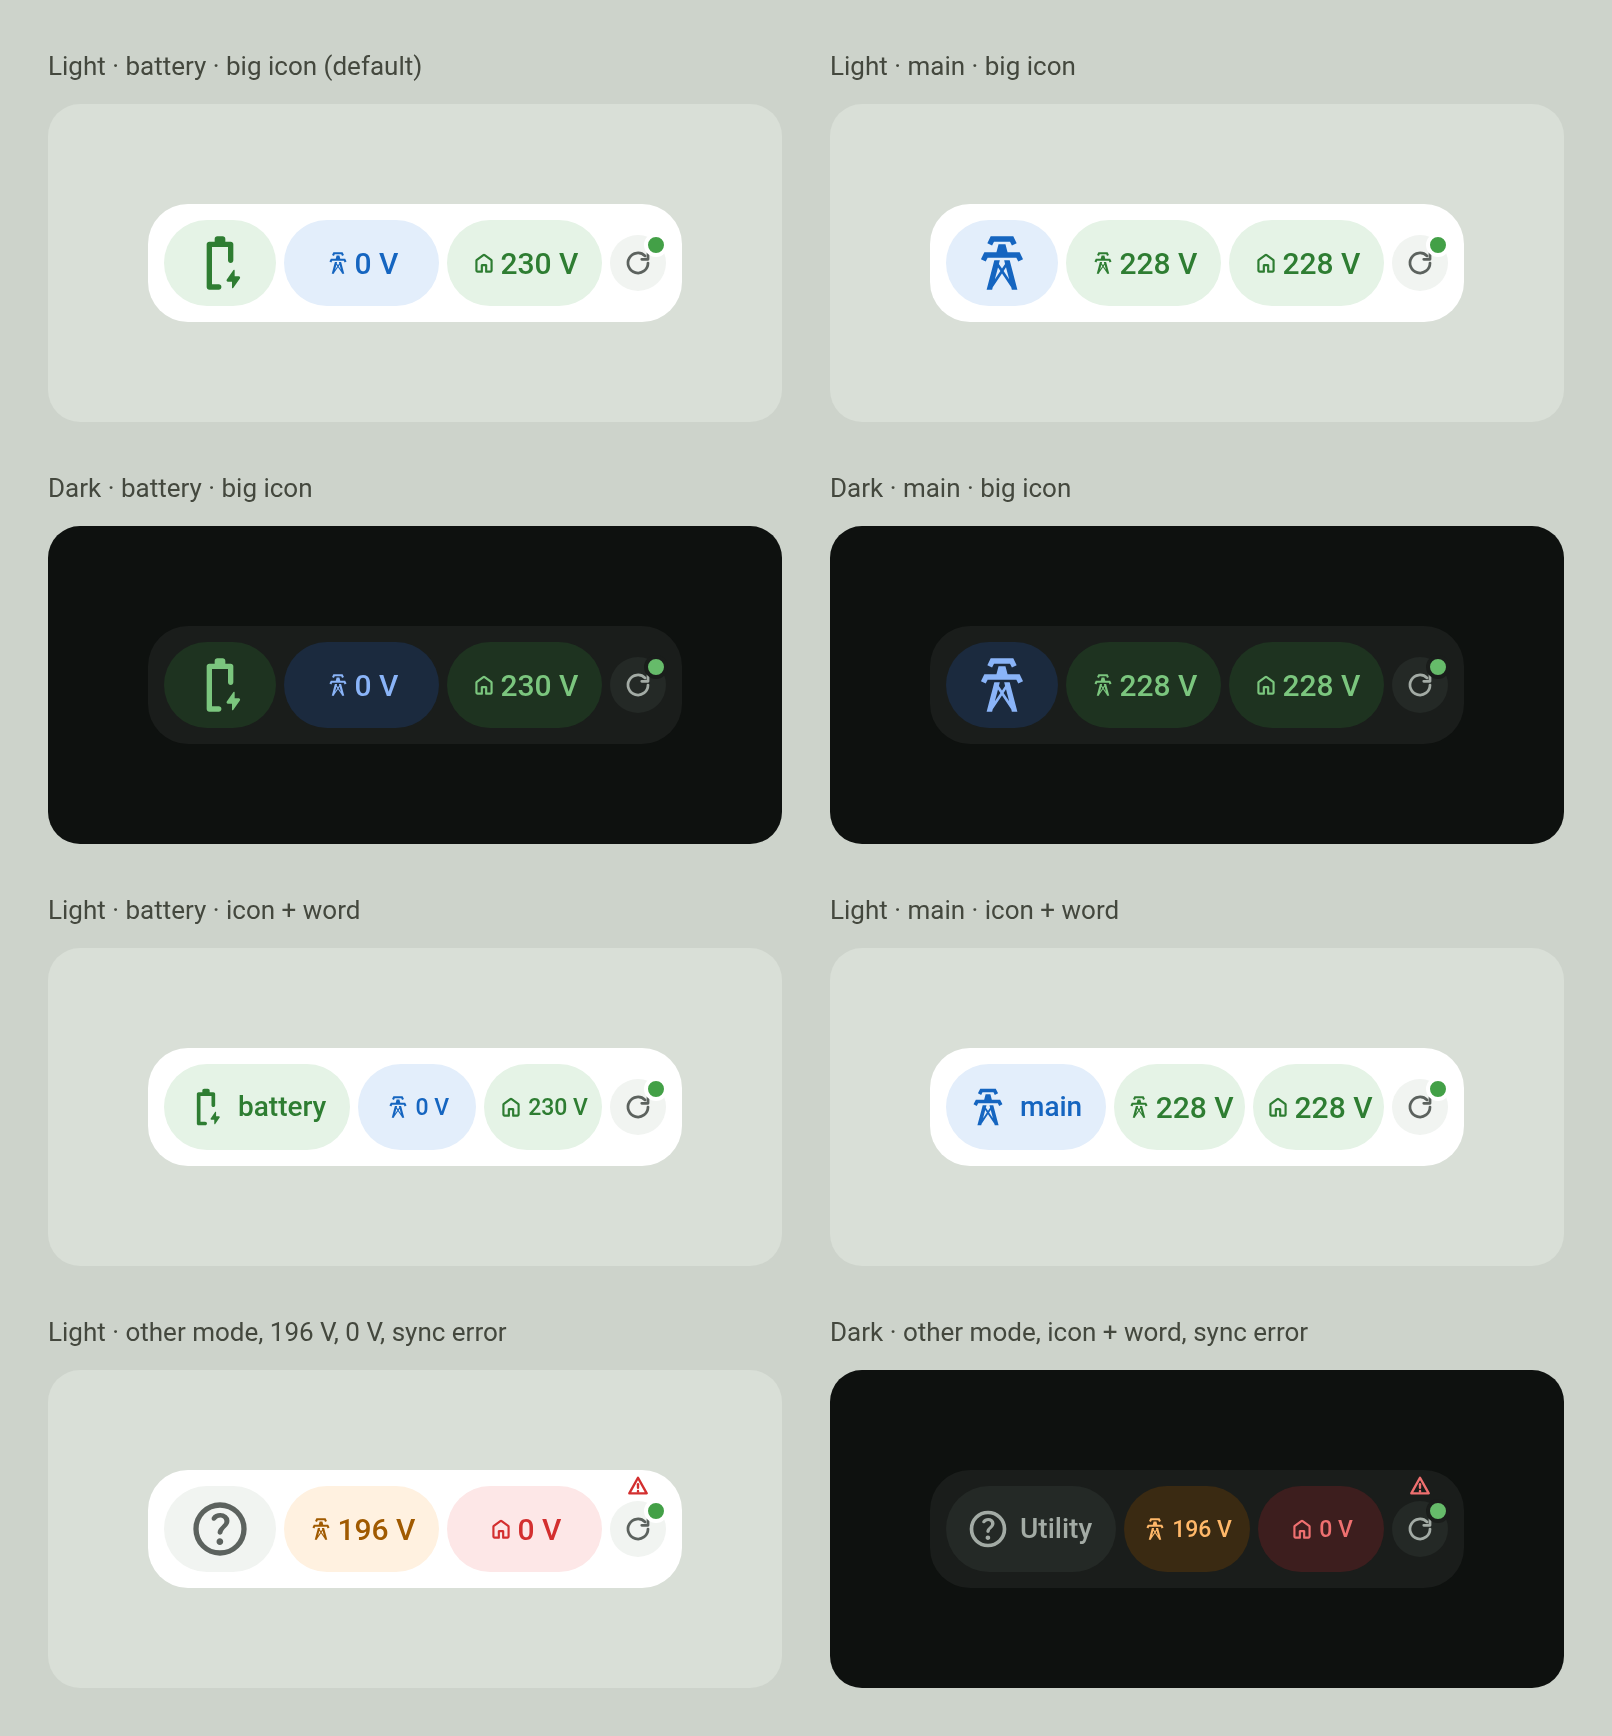 Light · battery · big icon (default)
Light · main · big icon
0 V
230 V
228 V
228 V
Dark · battery · big icon
Dark · main · big icon
0 V
230 V
228 V
228 V
Light · battery · icon + word
Light · main · icon + word
battery
0 V
230 V
main
228 V
228 V
Light · other mode, 196 V, 0 V, sync error
Dark · other mode, icon + word, sync error
196 V
0 V
Utility
196 V
0 V